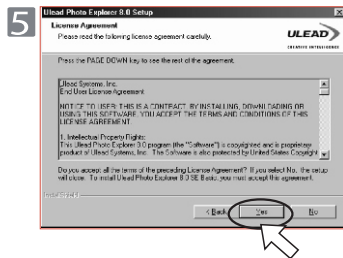 5
Ulead Photo Explorer 8.0 Setup
License Agreement
Please read the following license agreement carefully.
ULEAD
CREATIVE INTELLIGENCE
Press the PAGE DOWN key to see the rest of the agreement.
Ulead Systems, Inc.
End User License Agreement
NOTICE TO USER: THIS IS A CONTRACT. BY INSTALLING, DOWNLOADING OR
USING THIS SOFTWARE, YOU ACCEPT THE TERMS AND CONDITIONS OF THIS
LICENSE AGREEMENT.
1. Intellectual Property Rights:
This Ulead Photo Explorer 8.0 program (the "Software") is copyrighted and is proprietary
product of Ulead Systems, Inc. The Software is also protected by United States Copyright
Do you accept all the terms of the preceding License Agreement? If you select No, the setup
will close. To install Ulead Photo Explorer 8.0 SE Basic, you must accept this agreement.
InstallShield
< Back
Yes
No